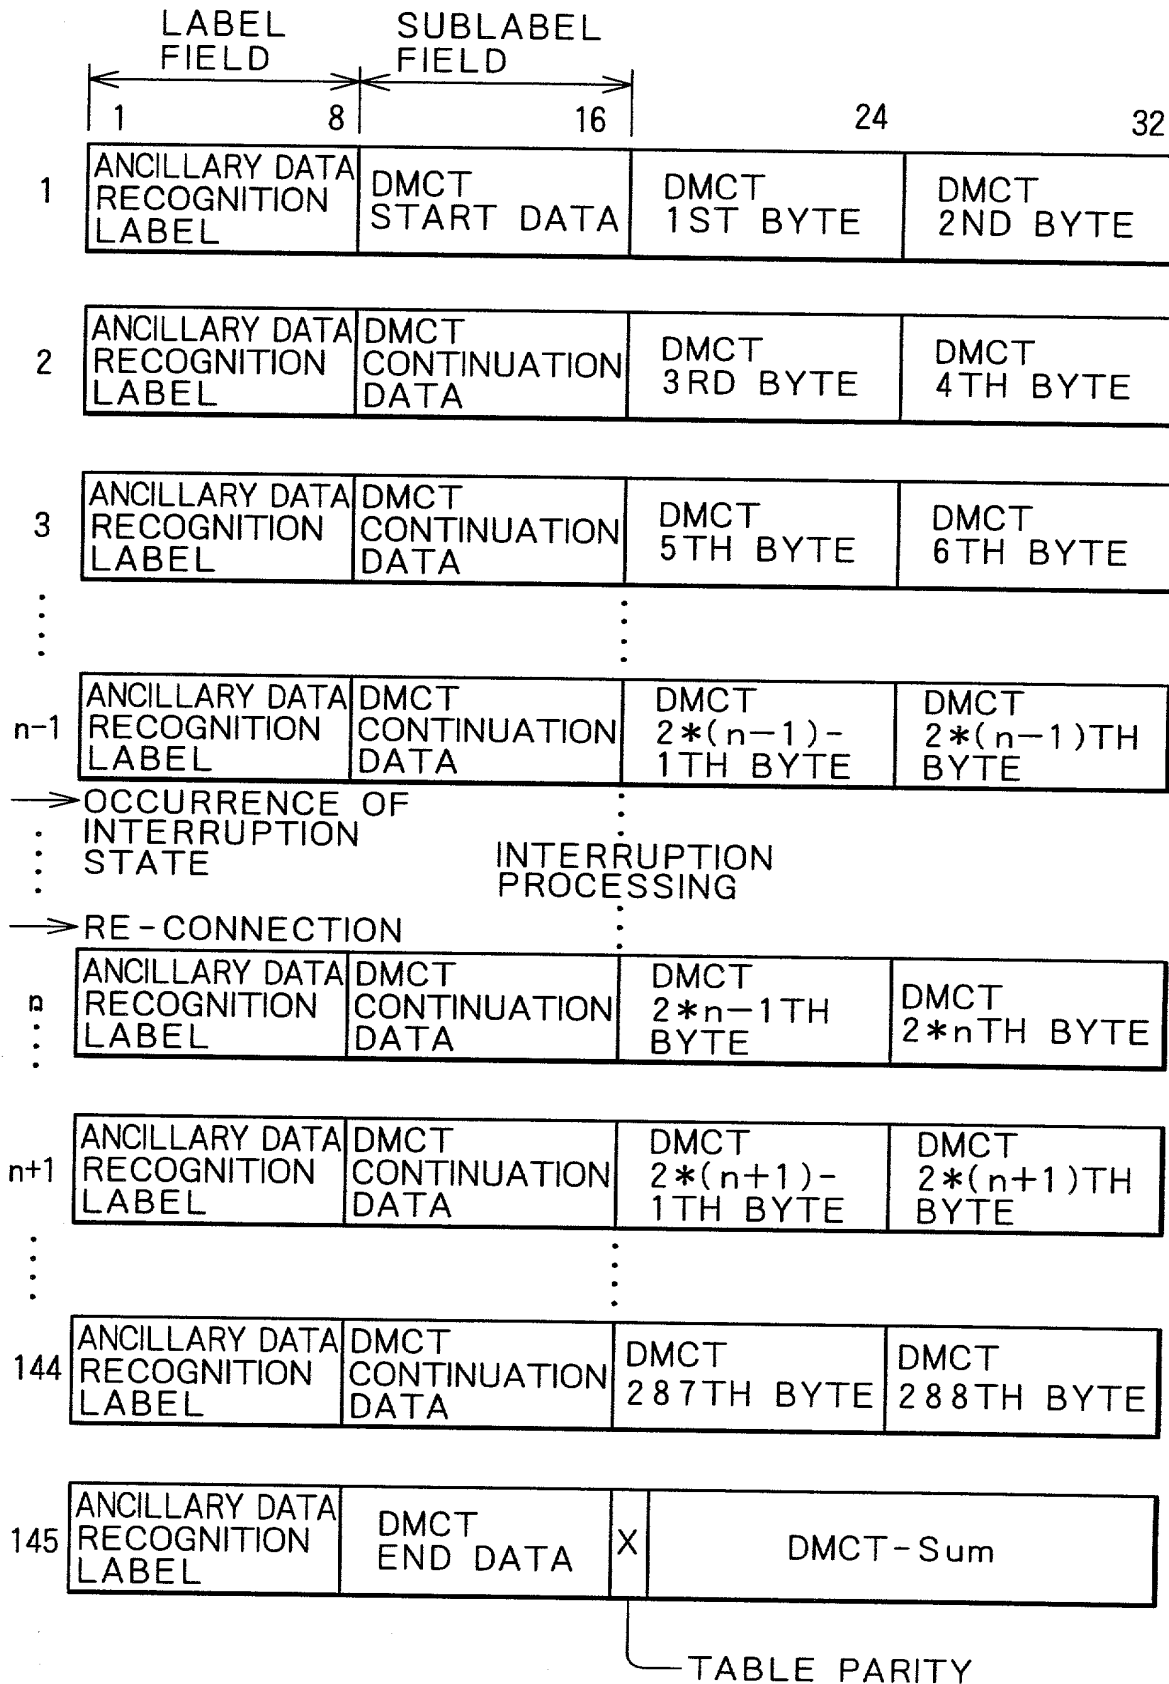 LABEL FIELD
SUBLABEL FIELD
1 8 16 24 32
1
ANCILLARY DATA RECOGNITION LABEL
DMCT START DATA
DMCT 1ST BYTE
DMCT 2ND BYTE
2
ANCILLARY DATA RECOGNITION LABEL
DMCT CONTINUATION DATA
DMCT 3RD BYTE
DMCT 4TH BYTE
3
ANCILLARY DATA RECOGNITION LABEL
DMCT CONTINUATION DATA
DMCT 5TH BYTE
DMCT 6TH BYTE
n-1
ANCILLARY DATA RECOGNITION LABEL
DMCT CONTINUATION DATA
DMCT 2*(n-1)-1TH BYTE
DMCT 2*(n-1)TH BYTE
OCCURRENCE OF INTERRUPTION STATE
INTERRUPTION PROCESSING
RE-CONNECTION
n
ANCILLARY DATA RECOGNITION LABEL
DMCT CONTINUATION DATA
DMCT 2*n-1TH BYTE
DMCT 2*nTH BYTE
n+1
ANCILLARY DATA RECOGNITION LABEL
DMCT CONTINUATION DATA
DMCT 2*(n+1)-1TH BYTE
DMCT 2*(n+1)TH BYTE
144
ANCILLARY DATA RECOGNITION LABEL
DMCT CONTINUATION DATA
DMCT 287TH BYTE
DMCT 288TH BYTE
145
ANCILLARY DATA RECOGNITION LABEL
DMCT END DATA
X
DMCT-Sum
TABLE PARITY